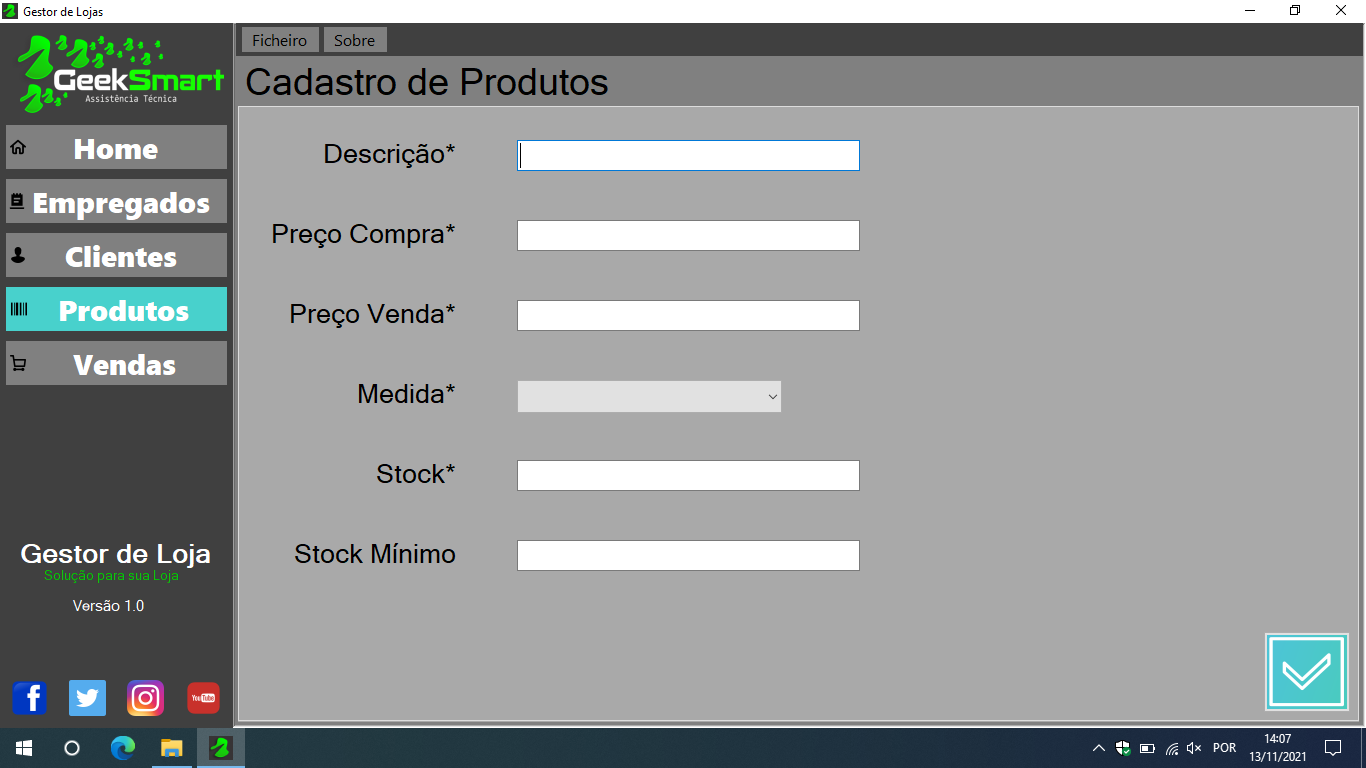 Gestor de Lojas
GeekSmart
Assistência Técnica
Home
Empregados
Clientes
Produtos
Vendas
Gestor de Loja
Solução para sua Loja
Versão 1.0
f
YouTube
Ficheiro Sobre
Cadastro de Produtos
Descrição*
Preço Compra*
Preço Venda*
Medida*
Stock*
Stock Mínimo
POR
14:07
13/11/2021